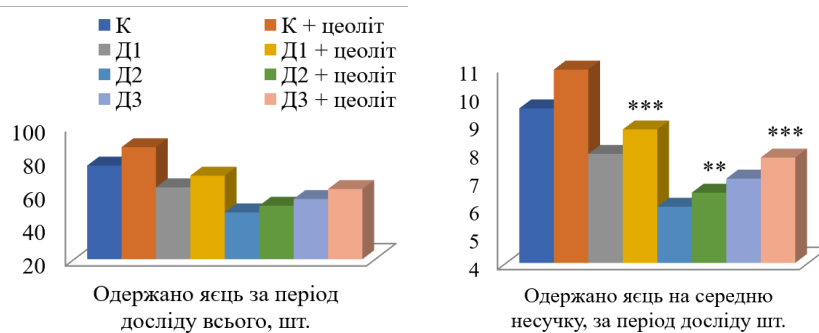 К
К + цеоліт
Д1
Д1 + цеоліт
Д2
Д2 + цеоліт
Д3
Д3 + цеоліт
100
80
60
40
20
Одержано яєць за період
досліду всього, шт.
11
10
9
8
7
6
5
4
***
**
***
Одержано яєць на середню
несучку, за період досліду шт.